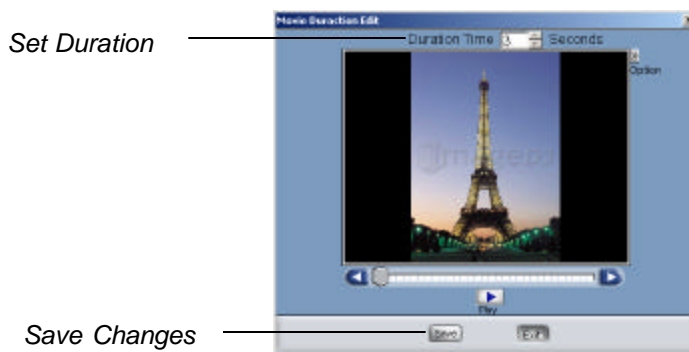 Movie Duraction Edit
Set Duration
Duration Time 3 Seconds
Option
Play
Save Changes
Save Exit